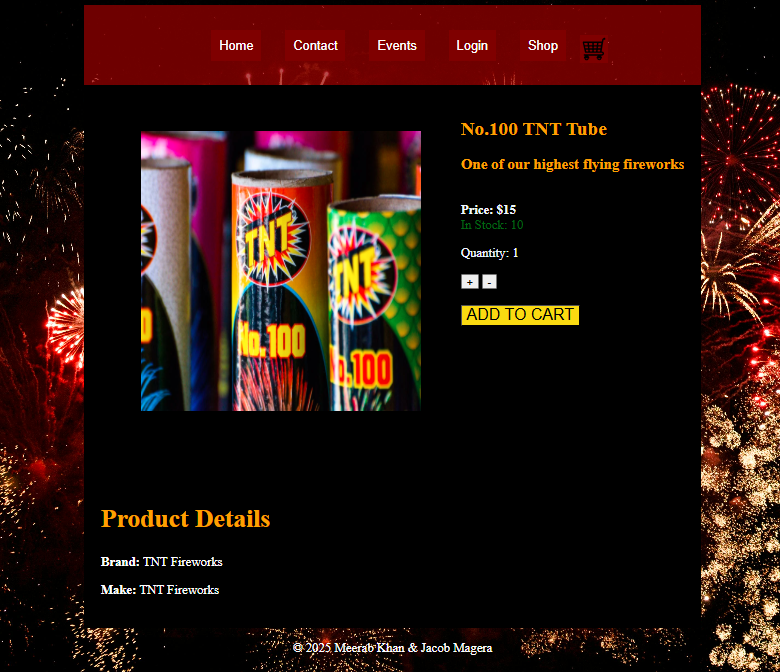 Home Contact Events Login Shop
No.100 TNT Tube
One of our highest flying fireworks
Price: $15
In Stock: 10
Quantity: 1
+ -
ADD TO CART
TNT
TNT
No.100
No.100
Product Details
Brand: TNT Fireworks
Make: TNT Fireworks
© 2025 Meerab Khan & Jacob Magera